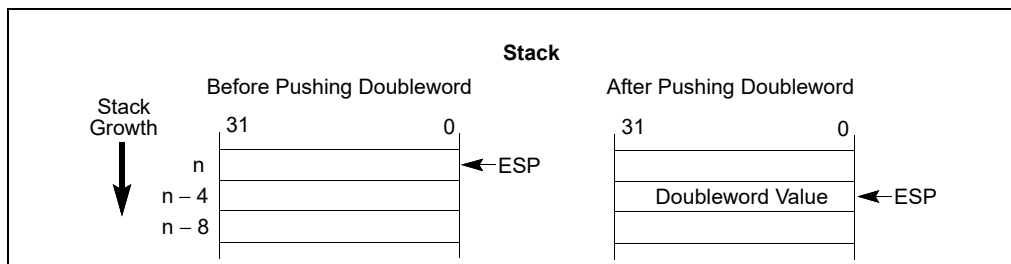 Stack
Before Pushing Doubleword
After Pushing Doubleword
Stack
Growth
31
0
31
0
n
ESP
n − 4
Doubleword Value
ESP
n − 8